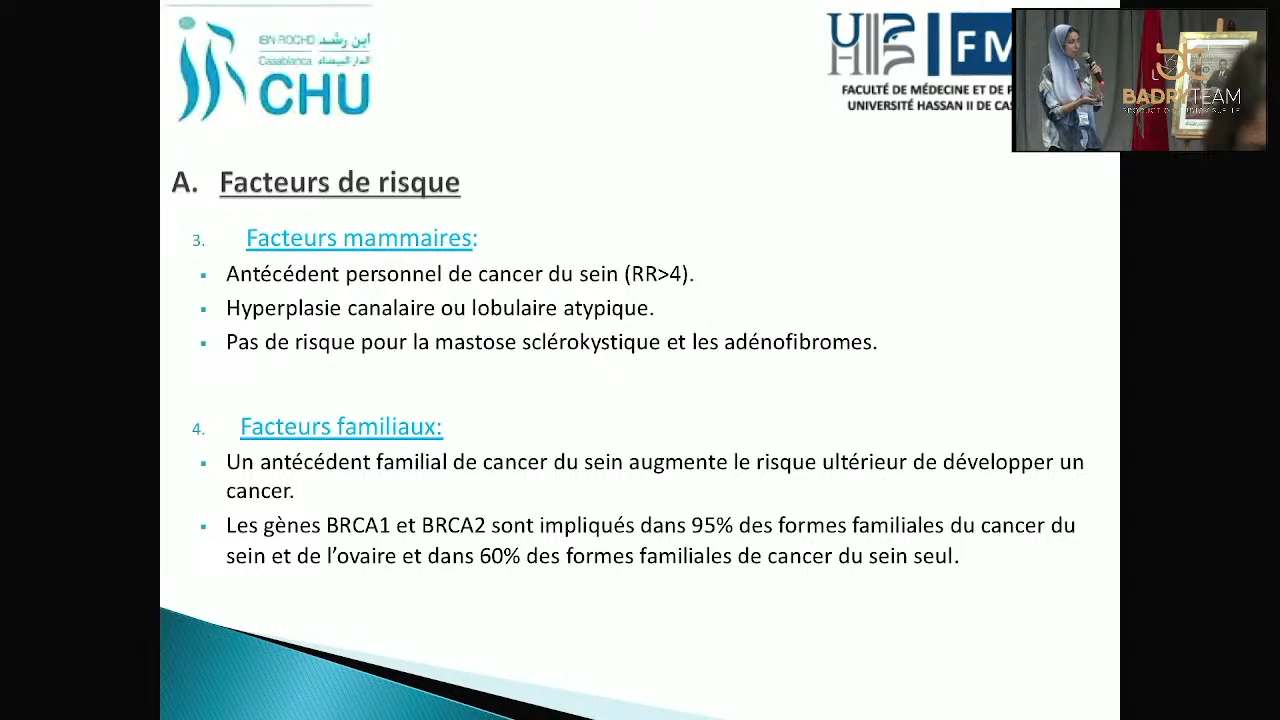 IBN ROCHD ابن رشد
Casablanca الدار البيضاء
CHU
UH
FM
FACULTÉ DE MÉDECINE ET DE P
UNIVERSITÉ HASSAN II DE CAS
BADRYTEAM
A. Facteurs de risque
3. Facteurs mammaires:
▪ Antécédent personnel de cancer du sein (RR>4).
▪ Hyperplasie canalaire ou lobulaire atypique.
▪ Pas de risque pour la mastose sclérokystique et les adénofibromes.
4. Facteurs familiaux:
▪ Un antécédent familial de cancer du sein augmente le risque ultérieur de développer un
cancer.
▪ Les gènes BRCA1 et BRCA2 sont impliqués dans 95% des formes familiales du cancer du
sein et de l’ovaire et dans 60% des formes familiales de cancer du sein seul.